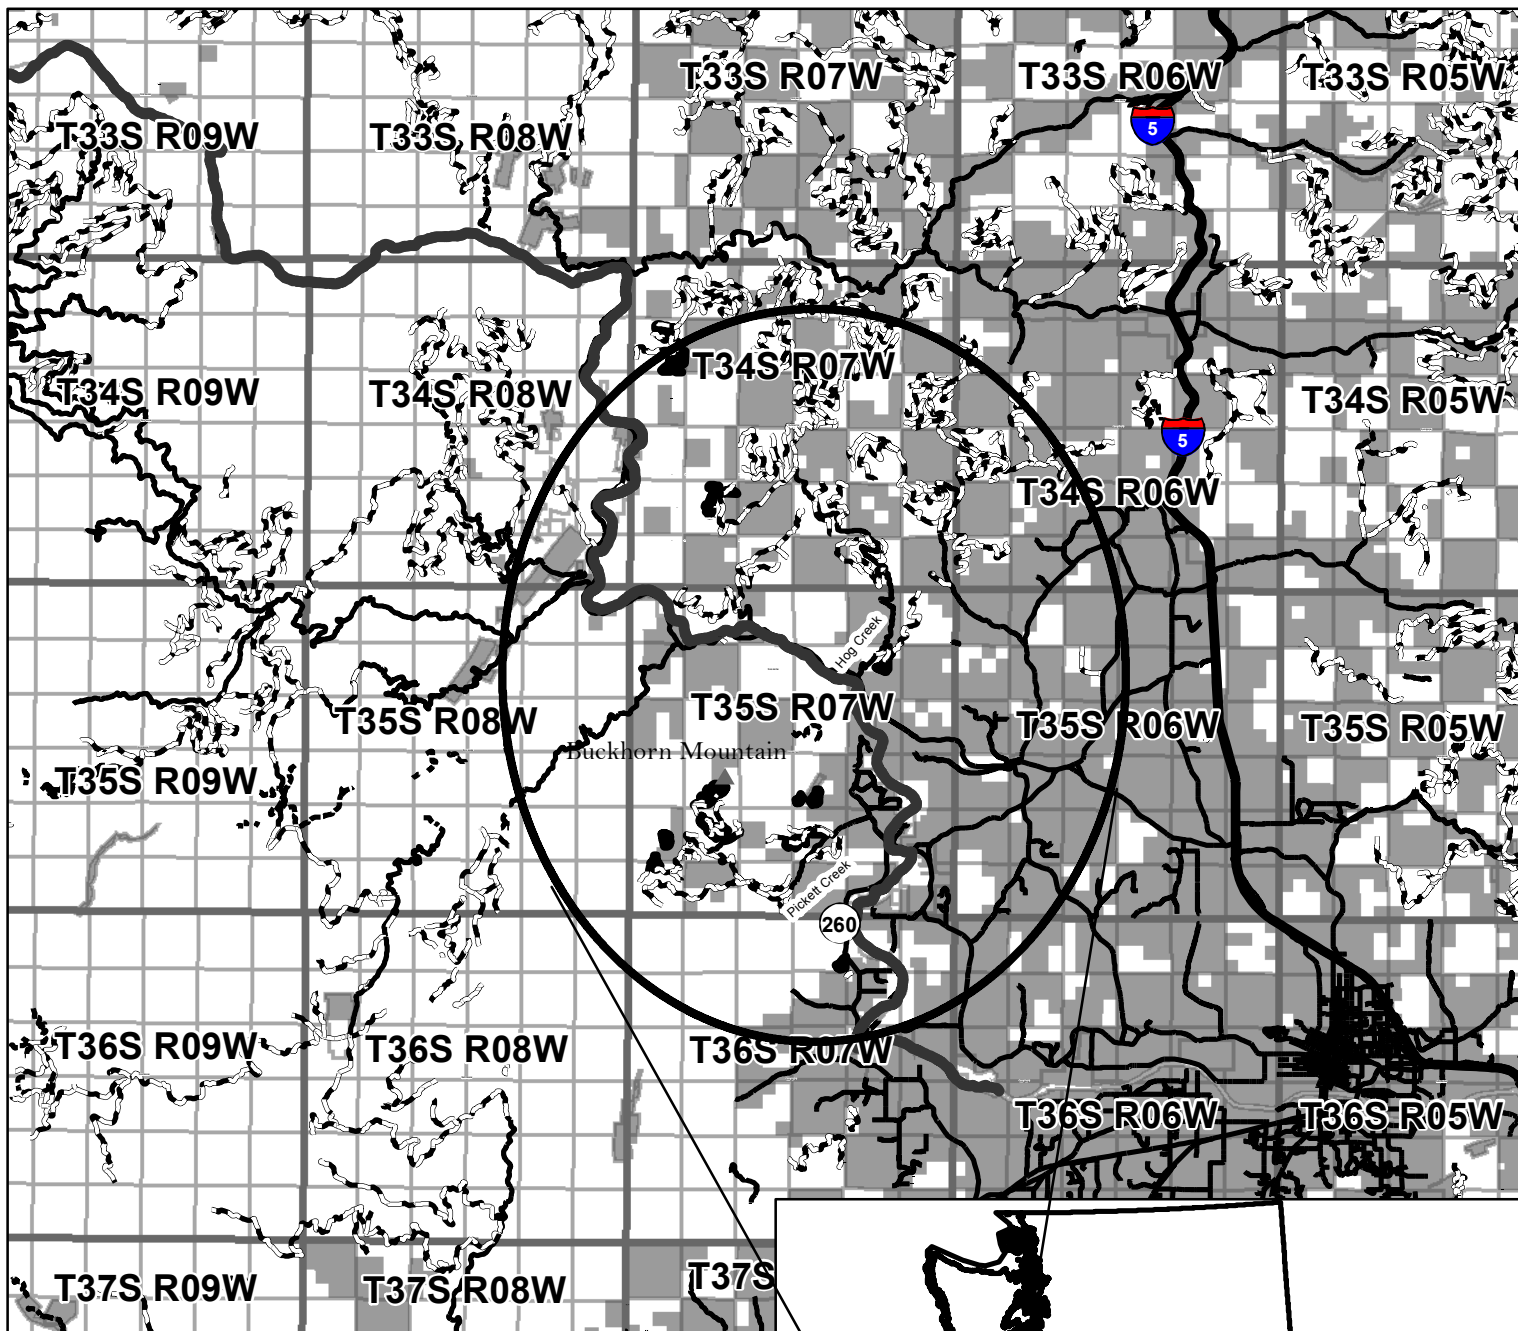 T33S R07W
T33S R06W
T33S R05W
5
T33S R09W
T33S R08W
T34S R07W
T34S R09W
T34S R08W
T34S R05W
5
T34S R06W
Hog Creek
T35S R07W
T35S R08W
T35S R06W
T35S R05W
Buckhorn Mountain
T35S R09W
Pickett Creek
260
T36S R09W
T36S R08W
T36S R07W
T36S R06W
T36S R05W
T37S R09W
T37S R08W
T37S